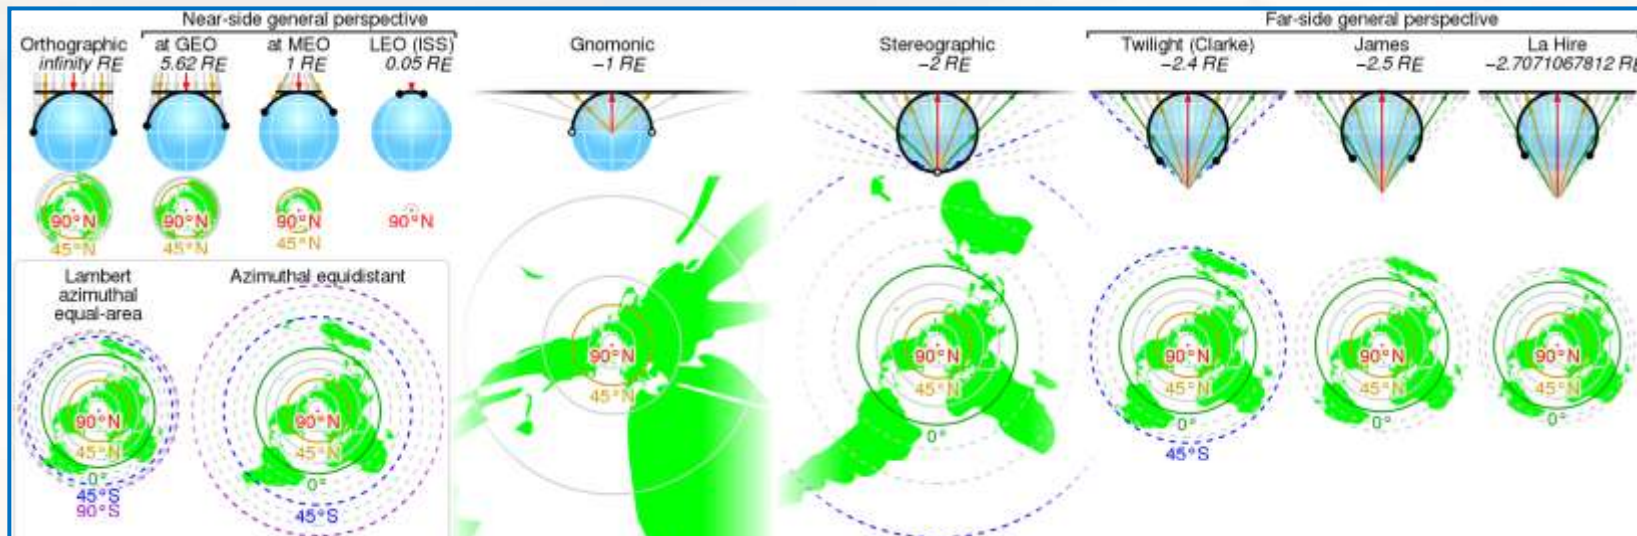 Near-side general perspective
Far-side general perspective
Orthographic
infinity RE
at GEO
5.62 RE
at MEO
1 RE
LEO (ISS)
0.05 RE
Gnomonic
−1 RE
Stereographic
−2 RE
Twilight (Clarke)
−2.4 RE
James
−2.5 RE
La Hire
−2.7071067812 RE
90°N
45°N
90°N
45°N
90°N
45°N
90°N
90°N
45°N
90°N
45°N
0°
90°N
45°N
0°
45°S
90°N
45°N
0°
90°N
45°N
0°
Lambert
azimuthal
equal-area
90°N
45°N
0°
45°S
90°S
Azimuthal equidistant
90°N
45°N
0°
45°S